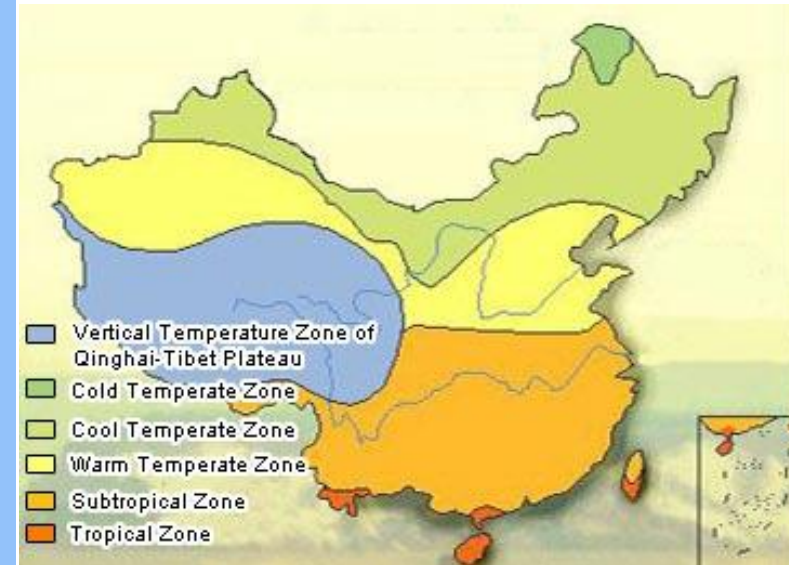 Vertical Temperature Zone of
Qinghai-Tibet Plateau
Cold Temperate Zone
Cool Temperate Zone
Warm Temperate Zone
Subtropical Zone
Tropical Zone